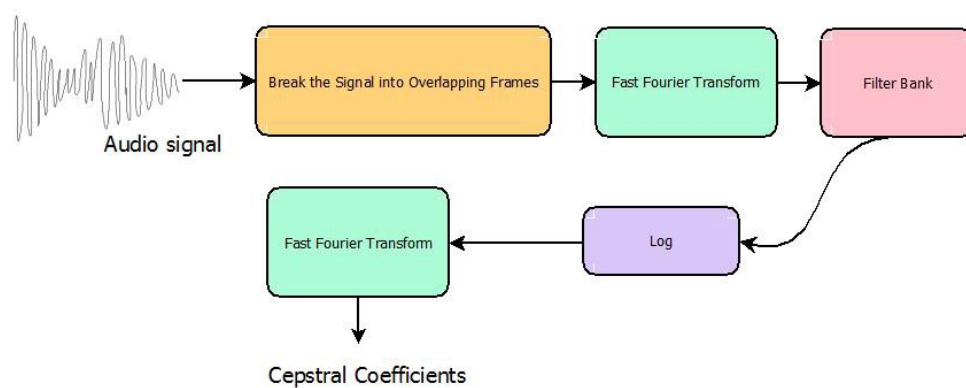 Audio signal
Break the Signal into Overlapping Frames
Fast Fourier Transform
Filter Bank
Log
Fast Fourier Transform
Cepstral Coefficients